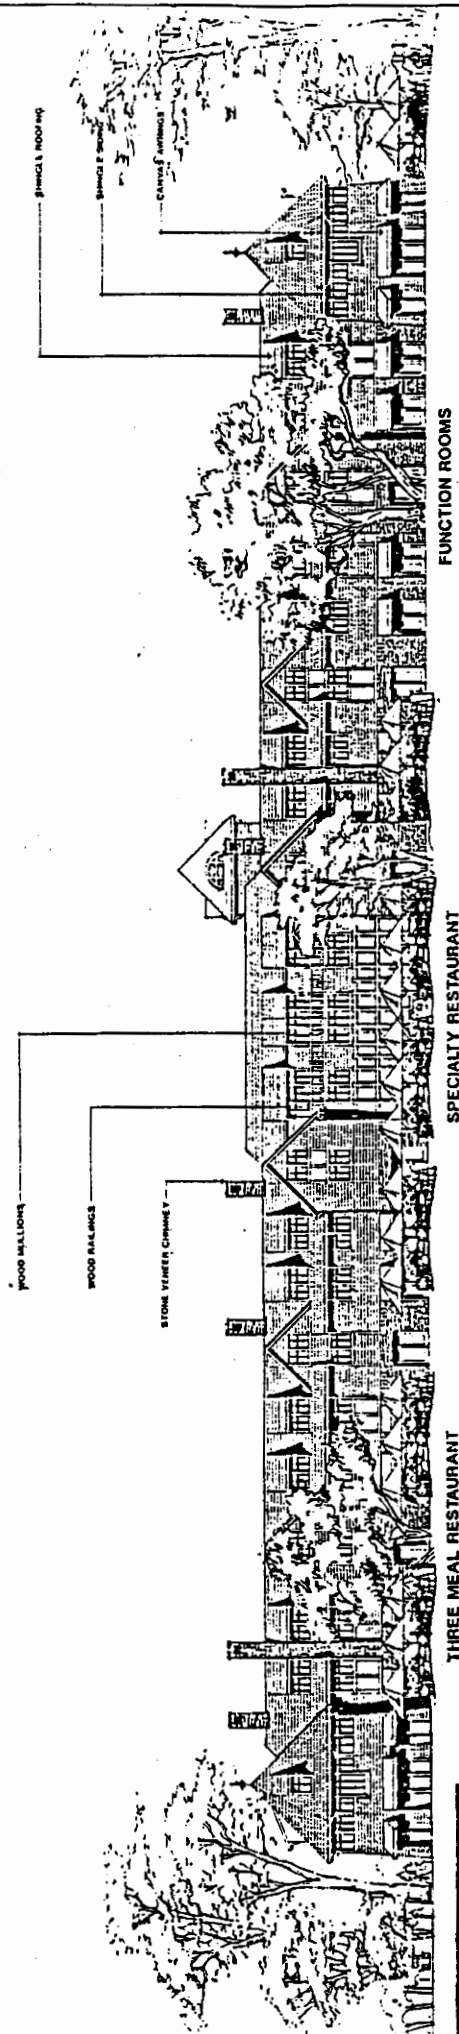 WOOD MULLIONS
WOOD RAILINGS
STONE VENEER CHIMNEY
SHINGLE ROOFING
SHINGLE SIDING
CANVAS AWNINGS
THREE MEAL RESTAURANT
SPECIALTY RESTAURANT
FUNCTION ROOMS